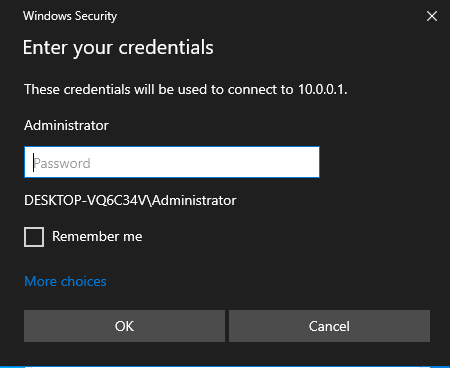 Windows Security
Enter your credentials
These credentials will be used to connect to 10.0.0.1.
Administrator
Password
DESKTOP-VQ6C34V\Administrator
Remember me
More choices
OK Cancel